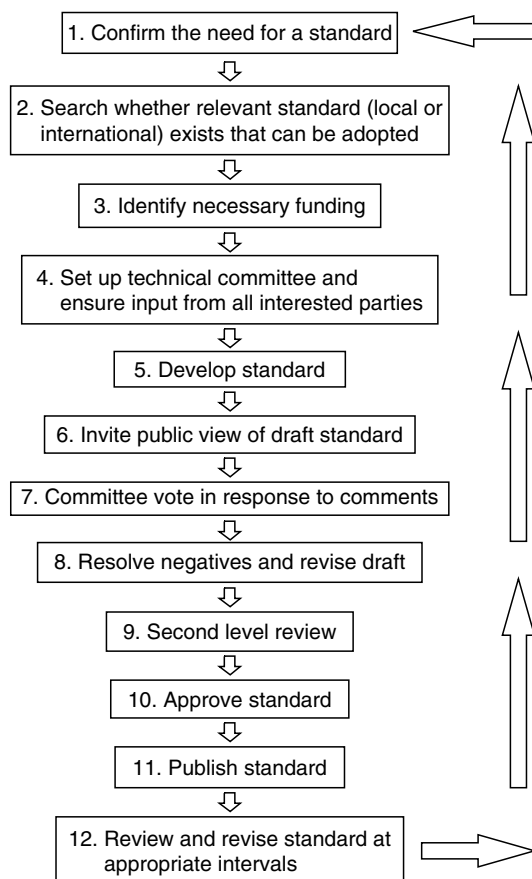 1. Confirm the need for a standard
2. Search whether relevant standard (local or
international) exists that can be adopted
3. Identify necessary funding
4. Set up technical committee and
ensure input from all interested parties
5. Develop standard
6. Invite public view of draft standard
7. Committee vote in response to comments
8. Resolve negatives and revise draft
9. Second level review
10. Approve standard
11. Publish standard
12. Review and revise standard at
appropriate intervals